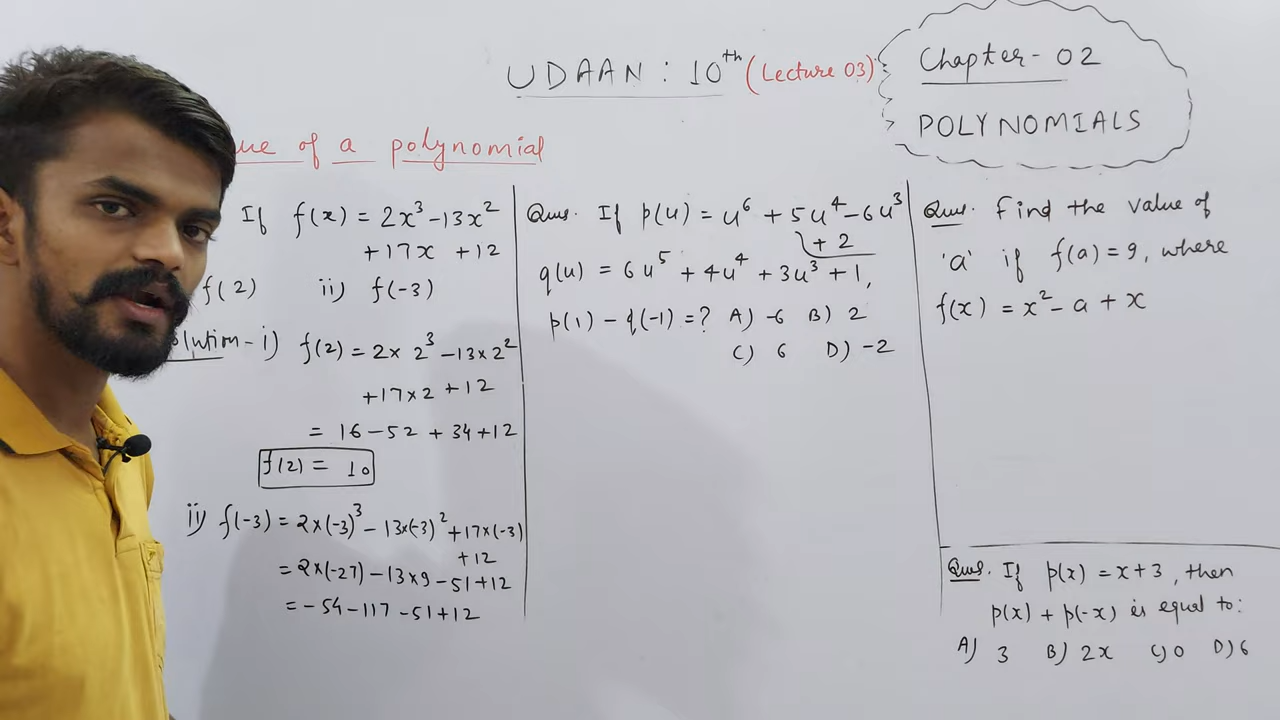 UDAAN : 10th (Lecture 03)
Chapter - 02
POLYNOMIALS
of a polynomial
If f(x) = 2x³ - 13x²
+ 17x + 12
f(2) ii) f(-3)
i) f(2) = 2 × 2³ - 13 × 2²
+ 17 × 2 + 12
= 16 - 52 + 34 + 12
f(2) = 10
ii) f(-3) = 2×(-3)³ - 13×(-3)² + 17×(-3)
+ 12
= 2×(-27) - 13×9 - 51 + 12
= - 54 - 117 - 51 + 12
Ques. If p(u) = u⁶ + 5u⁴ - 6u³
+ 2
q(u) = 6u⁵ + 4u⁴ + 3u³ + 1,
p(1) - q(-1) = ? A) -6 B) 2
C) 6 D) -2
Ques. Find the value of
'a' if f(a) = 9, where
f(x) = x² - a + x
Ques. If p(x) = x + 3, then
p(x) + p(-x) is equal to:
A) 3 B) 2x C) 0 D) 6